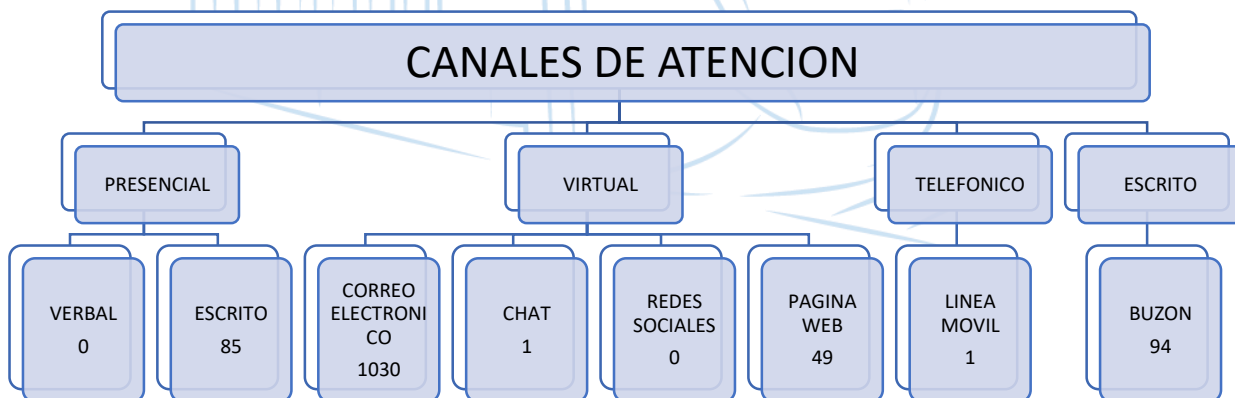 CANALES DE ATENCION
PRESENCIAL
VIRTUAL
TELEFONICO
ESCRITO
VERBAL
0
ESCRITO
85
CORREO
ELECTRONI
CO
1030
CHAT
1
REDES
SOCIALES
0
PAGINA
WEB
49
LINEA
MOVIL
1
BUZON
94